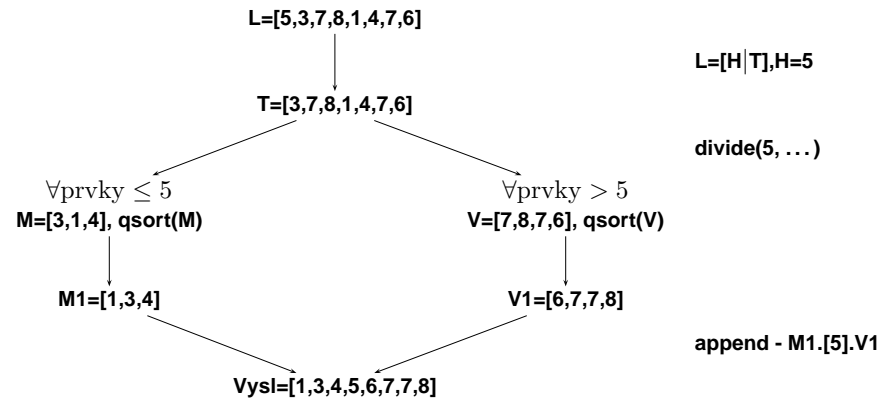 L=[5,3,7,8,1,4,7,6]
L=[H|T],H=5
T=[3,7,8,1,4,7,6]
divide(5, ...)
∀prvky ≤ 5
∀prvky > 5
M=[3,1,4], qsort(M)
V=[7,8,7,6], qsort(V)
M1=[1,3,4]
V1=[6,7,7,8]
append - M1.[5].V1
Vysl=[1,3,4,5,6,7,7,8]